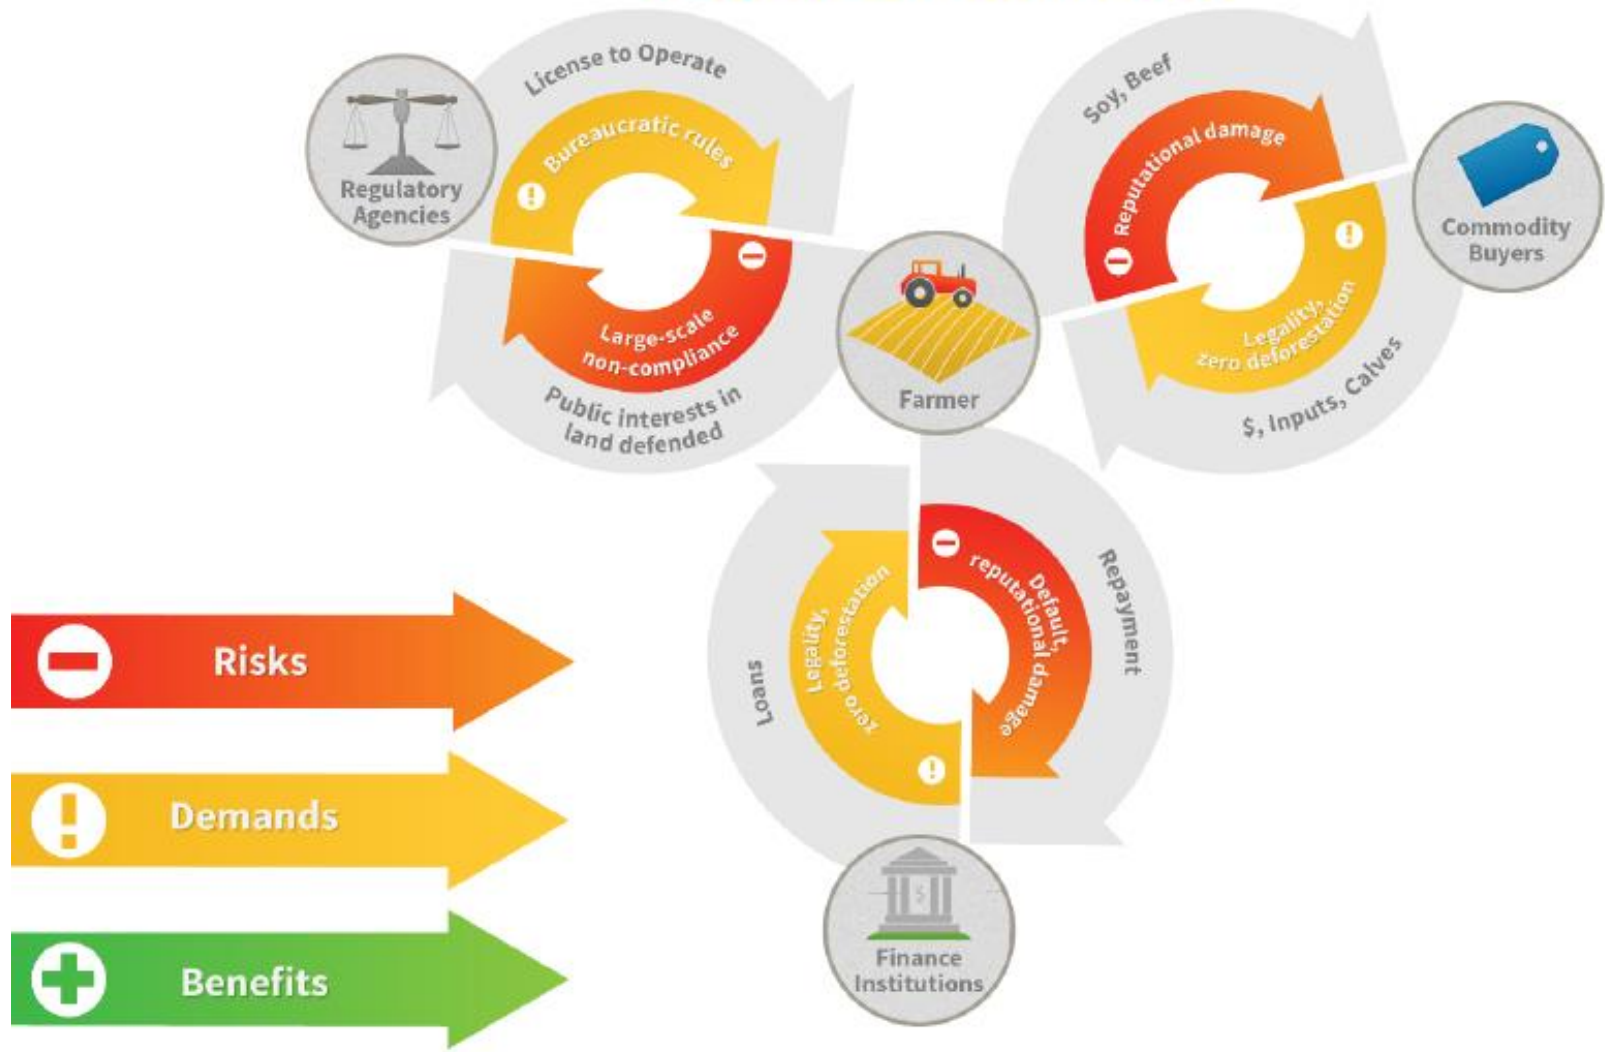 License to Operate
Bureaucratic rules
Regulatory
Agencies
Large-scale
non-compliance
Public interests in
land defended
Soy, Beef
Reputational damage
Commodity
Buyers
Legality,
zero deforestation
$, Inputs, Calves
Farmer
Repayment
Default,
reputational damage
Legality,
zero deforestation
Loans
$
Finance
Institutions
Risks
Demands
Benefits